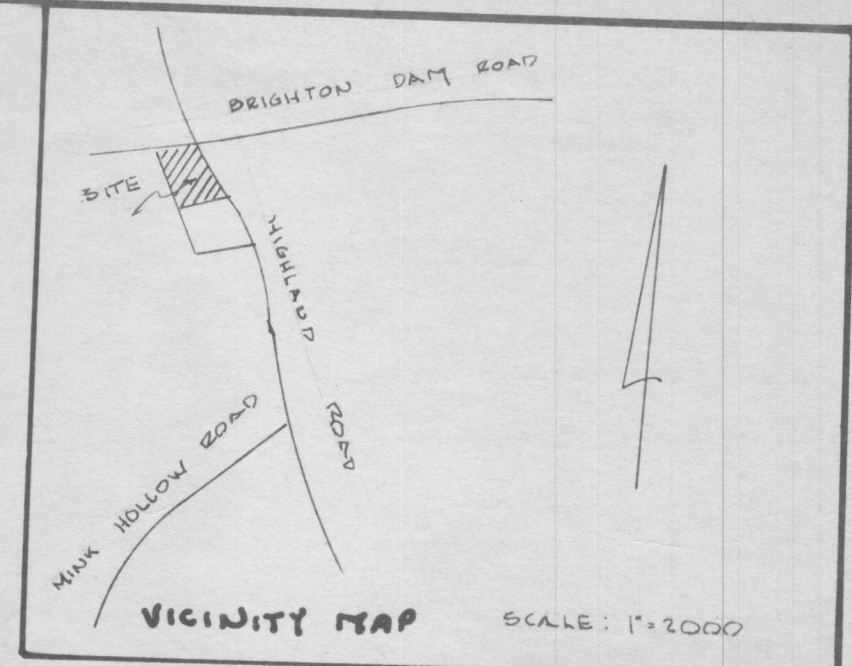 BRIGHTON DAM ROAD
SITE
HIGHLAND ROAD
MINK HOLLOW ROAD
VICINITY MAP
SCALE: 1"=2000